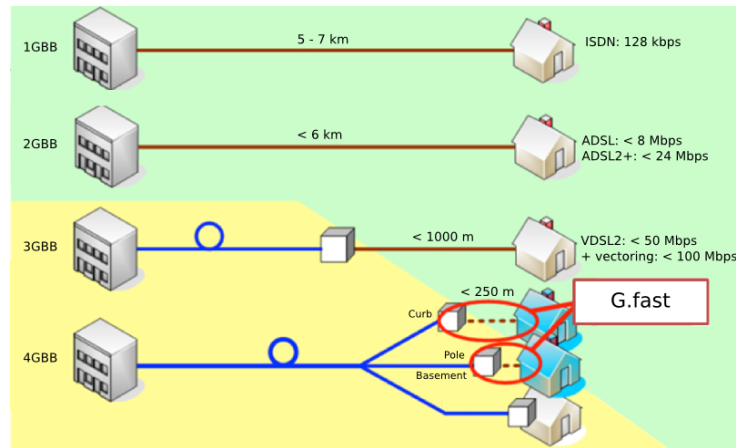 1GBB
5 - 7 km
ISDN: 128 kbps
2GBB
< 6 km
ADSL: < 8 Mbps
ADSL2+: < 24 Mbps
3GBB
< 1000 m
VDSL2: < 50 Mbps
+ vectoring: < 100 Mbps
< 250 m
G.fast
Curb
4GBB
Pole
Basement